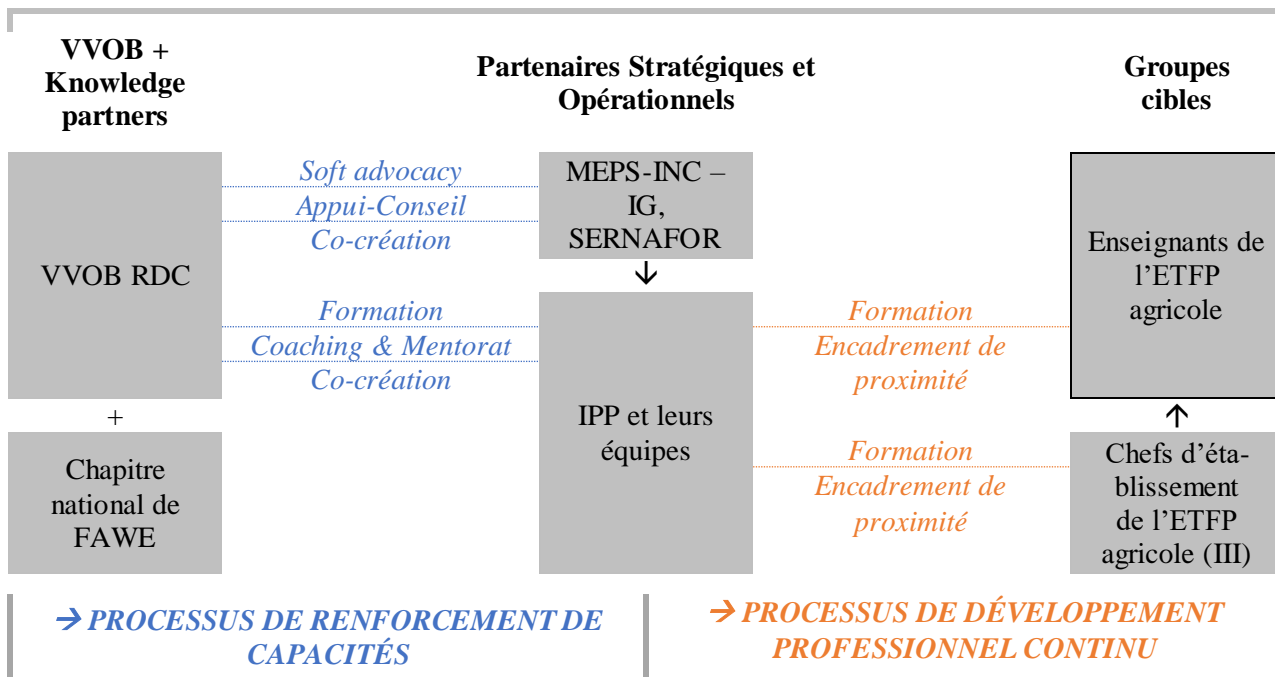 VVOB +
Knowledge
partners
Partenaires Stratégiques et
Opérationnels
Groupes
cibles
VVOB RDC
+
Chapitre
national de
FAWE
Soft advocacy
Appui-Conseil
Co-création
Formation
Coaching & Mentorat
Co-création
MEPS-INC –
IG,
SERNAFOR
↓
IPP et leurs
équipes
Formation
Encadrement de
proximité
Formation
Encadrement de
proximité
Enseignants de
l’ETFP
agricole
↑
Chefs d’éta-
blissement
de l’ETFP
agricole (III)
→ PROCESSUS DE RENFORCEMENT DE
CAPACITÉS
→ PROCESSUS DE DÉVELOPPEMENT
PROFESSIONNEL CONTINU